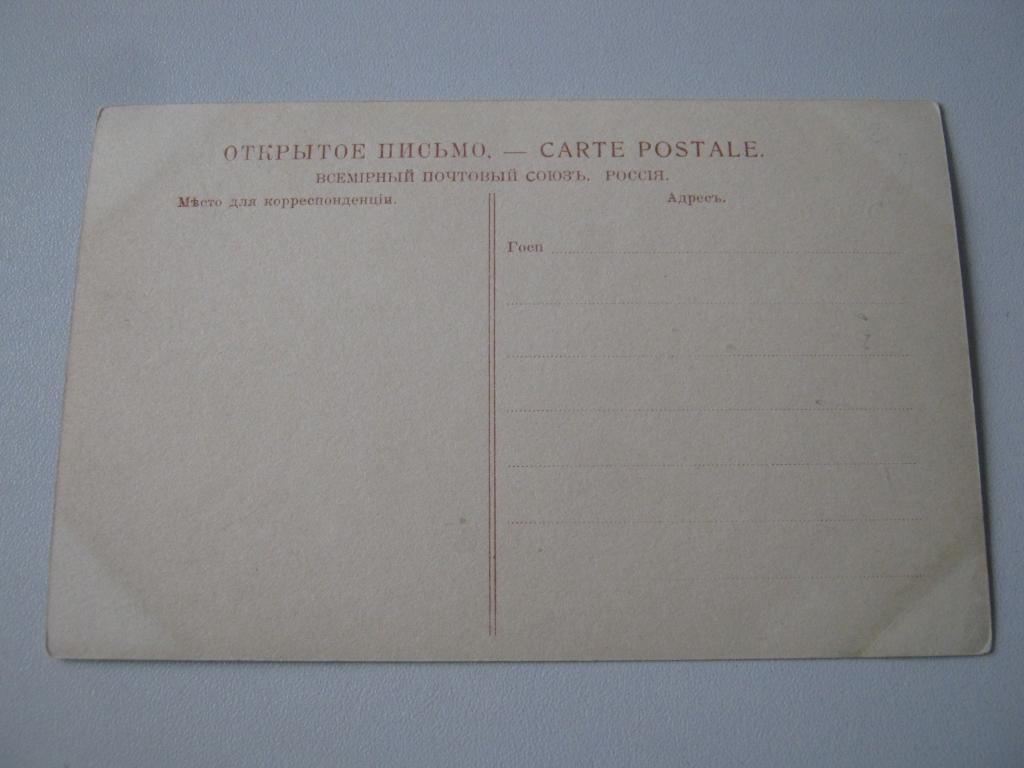 ОТКРЫТОЕ ПИСЬМО. — CARTE POSTALE.
ВСЕМІРНЫЙ ПОЧТОВЫЙ СОЮЗЪ. РОССІЯ.
Мѣсто для корреспонденціи.
Адресъ.
Госп